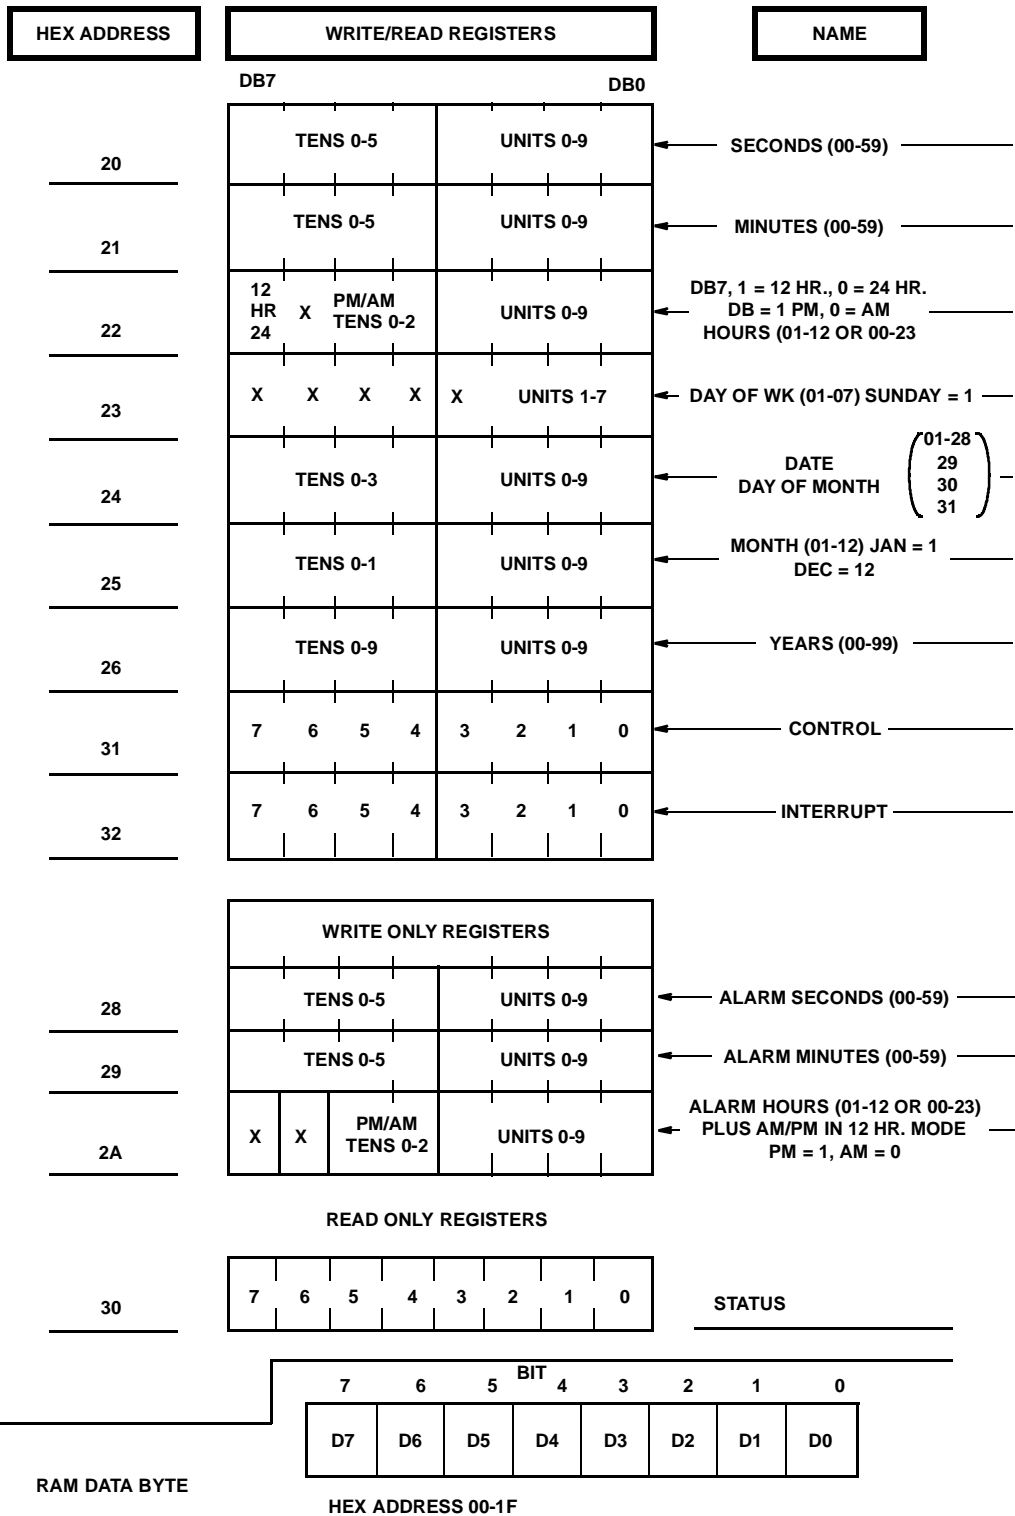 HEX ADDRESS WRITE/READ REGISTERS NAME
DB7 DB0
20 TENS 0-5 UNITS 0-9 SECONDS (00-59)
21 TENS 0-5 UNITS 0-9 MINUTES (00-59)
22 12 HR 24 X PM/AM TENS 0-2 UNITS 0-9 DB7, 1 = 12 HR., 0 = 24 HR.
DB = 1 PM, 0 = AM
HOURS (01-12 OR 00-23
23 X X X X X UNITS 1-7 DAY OF WK (01-07) SUNDAY = 1
24 TENS 0-3 UNITS 0-9 DATE
DAY OF MONTH
01-28
29
30
31
25 TENS 0-1 UNITS 0-9 MONTH (01-12) JAN = 1
DEC = 12
26 TENS 0-9 UNITS 0-9 YEARS (00-99)
31 7 6 5 4 3 2 1 0 CONTROL
32 7 6 5 4 3 2 1 0 INTERRUPT
WRITE ONLY REGISTERS
28 TENS 0-5 UNITS 0-9 ALARM SECONDS (00-59)
29 TENS 0-5 UNITS 0-9 ALARM MINUTES (00-59)
2A X X PM/AM TENS 0-2 UNITS 0-9 ALARM HOURS (01-12 OR 00-23)
PLUS AM/PM IN 12 HR. MODE
PM = 1, AM = 0
READ ONLY REGISTERS
30 7 6 5 4 3 2 1 0 STATUS
BIT
7 6 5 4 3 2 1 0
D7 D6 D5 D4 D3 D2 D1 D0
RAM DATA BYTE
HEX ADDRESS 00-1F